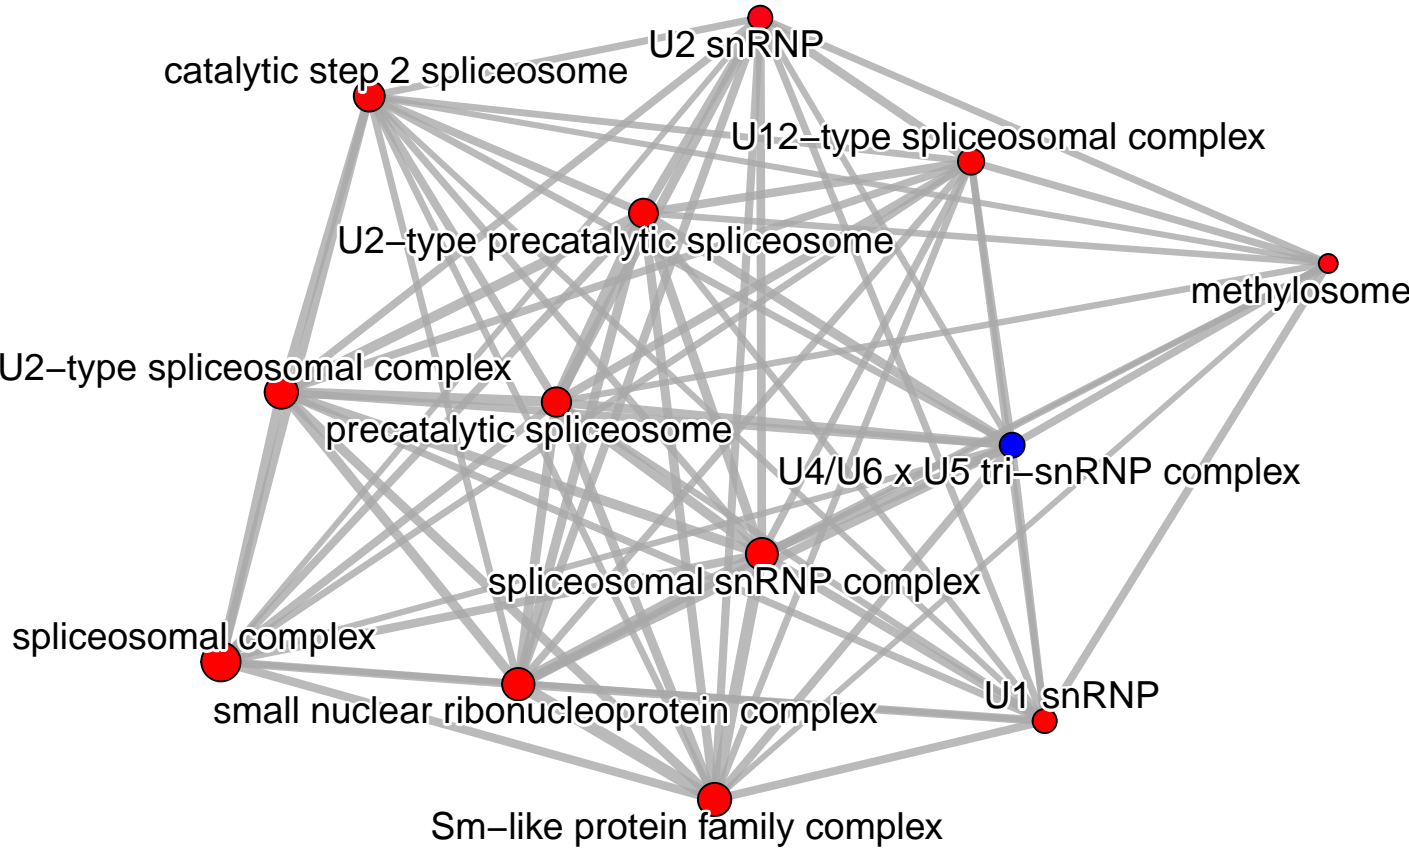 U2 snRNP
catalytic step 2 spliceosome
U12−type spliceosomal complex
U2−type precatalytic spliceosome
methylosome
U2−type spliceosomal complex
precatalytic spliceosome
U4/U6 x U5 tri−snRNP complex
spliceosomal snRNP complex
spliceosomal complex
U1 snRNP
small nuclear ribonucleoprotein complex
Sm−like protein family complex